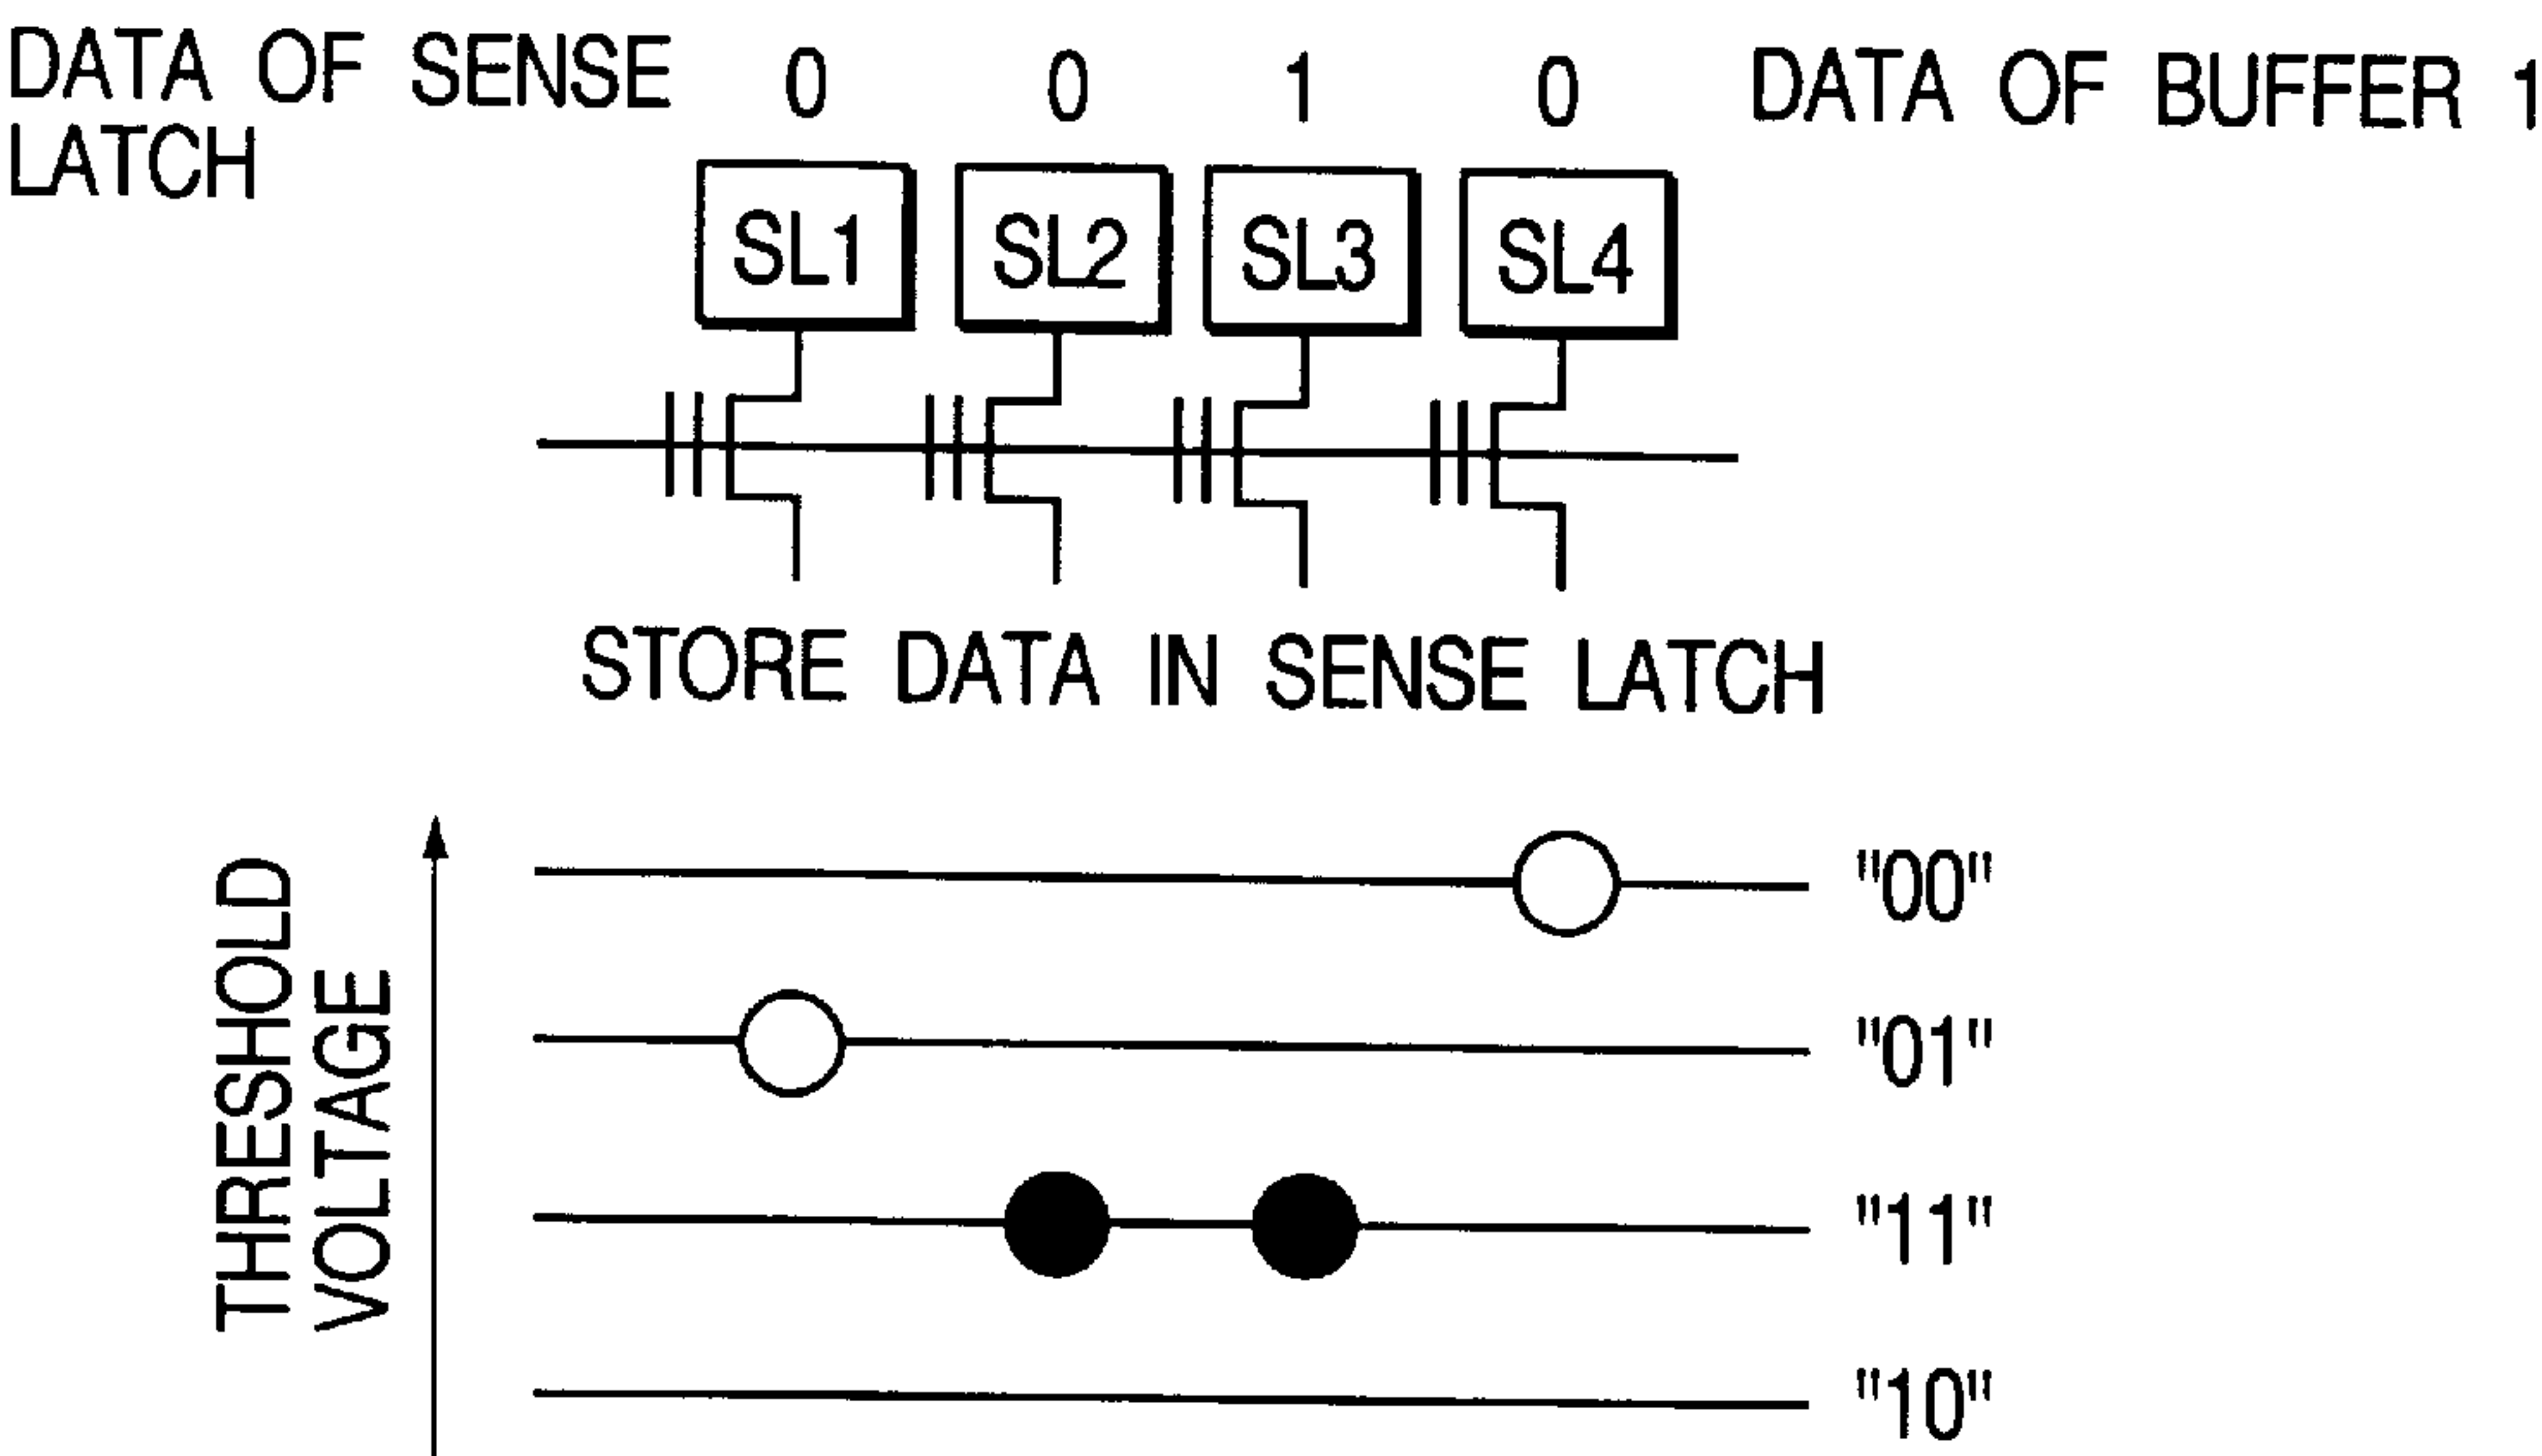 DATA OF SENSE LATCH
0 0 1 0
DATA OF BUFFER 1
SL1 SL2 SL3 SL4
STORE DATA IN SENSE LATCH
THRESHOLD
VOLTAGE
"00"
"01"
"11"
"10"